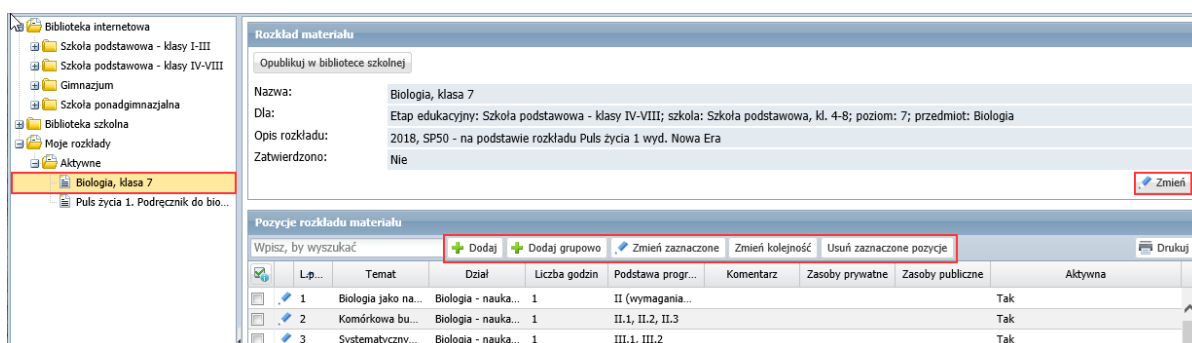 Biblioteka internetowa
Szkoła podstawowa - klasy I-III
Szkoła podstawowa - klasy IV-VIII
Gimnazjum
Szkoła ponadgimnazjalna
Biblioteka szkolna
Moje rozkłady
Aktywne
Biologia, klasa 7
Puls życia 1. Podręcznik do bio...
Rozkład materiału
Opublikuj w bibliotece szkolnej
Nazwa: Biologia, klasa 7
Dla: Etap edukacyjny: Szkoła podstawowa - klasy IV-VIII; szkola: Szkoła podstawowa, kl. 4-8; poziom: 7; przedmiot: Biologia
Opis rozkładu: 2018, SP50 - na podstawie rozkładu Puls życia 1 wyd. Nowa Era
Zatwierdzono: Nie
Zmień
Pozycje rozkładu materiału
Wpisz, by wyszukać Dodaj Dodaj grupowo Zmień zaznaczone Zmień kolejność Usuń zaznaczone pozycje Drukuj
L.p... Temat Dział Liczba godzin Podstawa progr... Komentarz Zasoby prywatne Zasoby publiczne Aktywna
1 Biologia jako na... Biologia - nauka... 1 II (wymagania... Tak
2 Komórkowa bu... Biologia - nauka... 1 II.1, II.2, II.3 Tak
3 Systematyczny... Biologia - nauka... 1 III.1, III.2 Tak